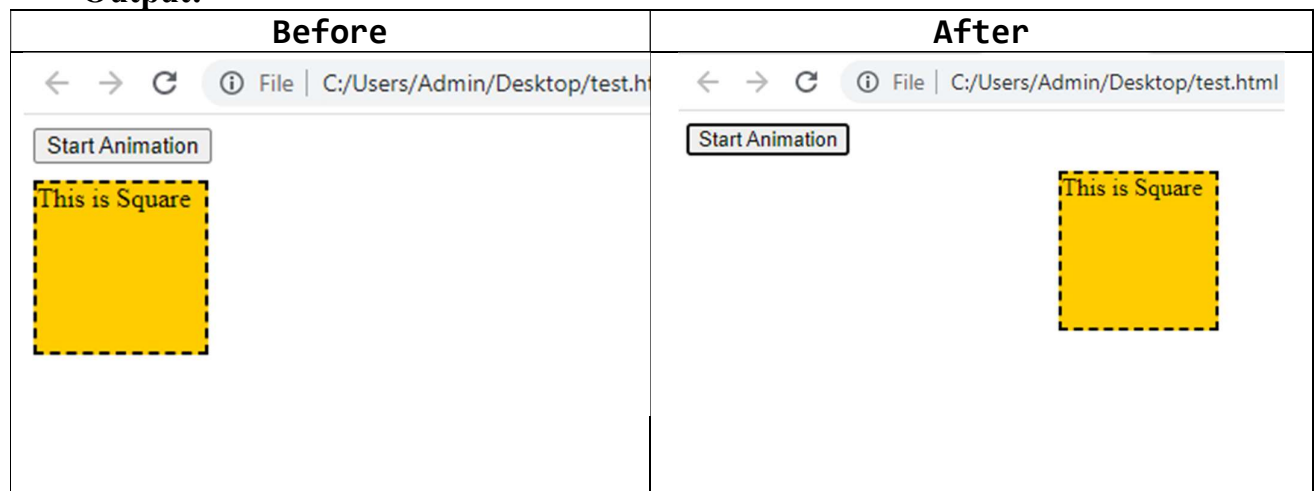 Output:
Before
After
File | C:/Users/Admin/Desktop/test.ht
Start Animation
This is Square
File | C:/Users/Admin/Desktop/test.html
Start Animation
This is Square